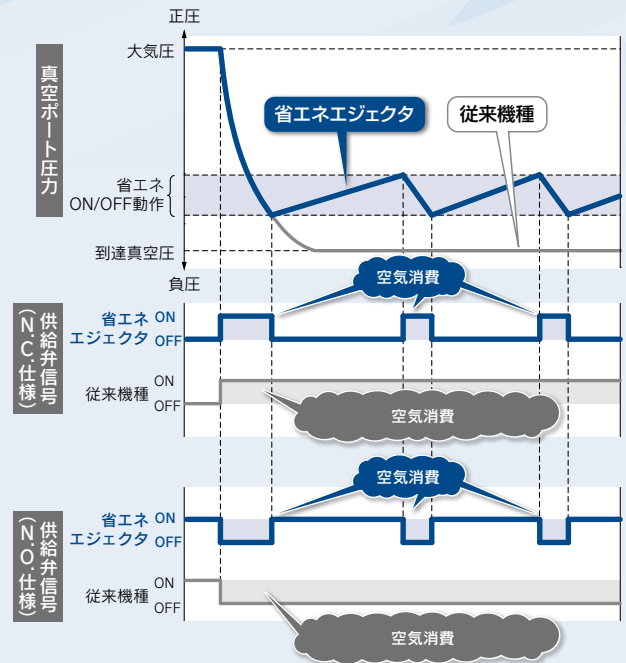 正圧
大気圧
真空ポート圧力
省エネエジェクタ
従来機種
省エネ
ON/OFF動作
到達真空圧
負圧
空気消費
供給弁信号
(N.C.仕様)
省エネ ON
エジェクタ OFF
従来機種 ON
OFF
空気消費
空気消費
供給弁信号
(N.O.仕様)
省エネ ON
エジェクタ OFF
従来機種 ON
OFF
空気消費